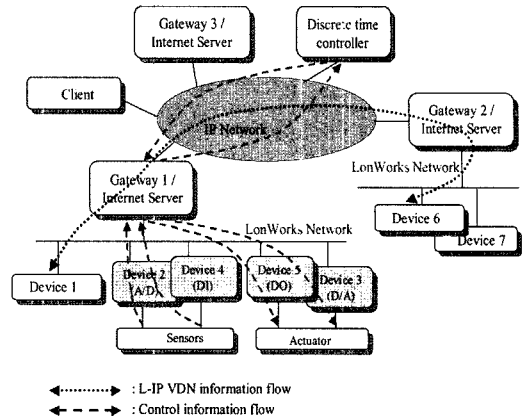 Gateway 3 /
Internet Server
Discrete time
controller
Client
IP Network
Gateway 2 /
Internet Server
LonWorks Network
Gateway 1 /
Internet Server
Device 6
Device 7
LonWorks Network
Device 1
Device 2
(A/D)
Device 4
(DI)
Device 5
(DO)
Device 3
(D/A)
Sensors
Actuator
: L-IP VDN information flow
: Control information flow